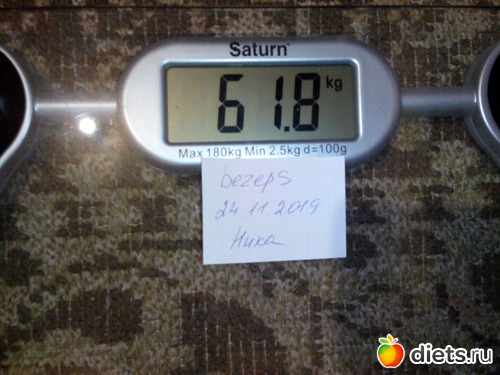 Saturn
61.8 kg
Max 180kg Min 2.5kg d=100g
bezeps
24.11.2019
Ника
diets.ru